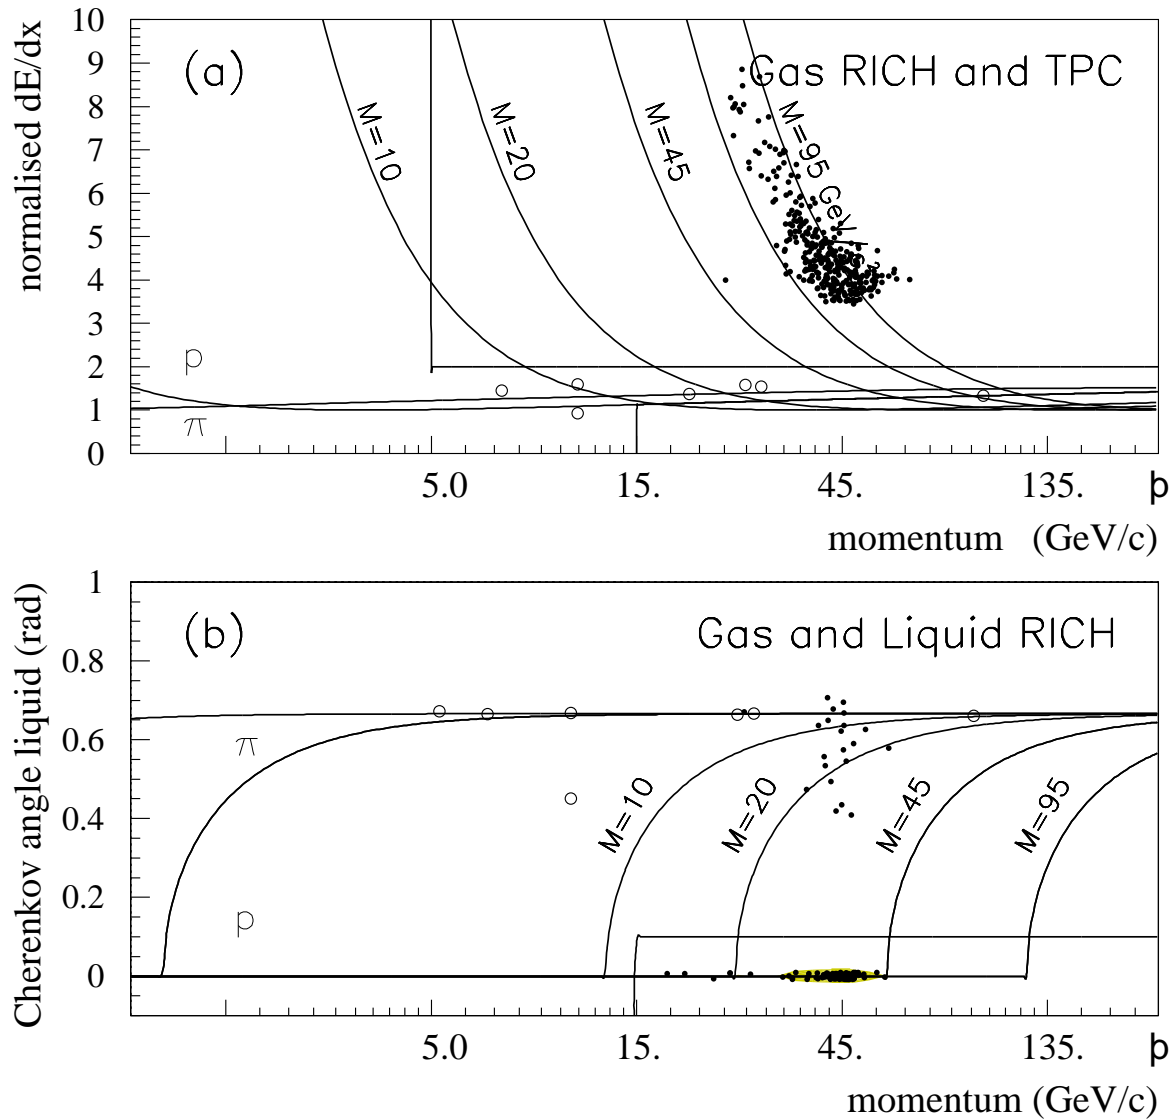 10
9
8
7
6
5
4
3
2
1
0
normalised dE/dx
(a)
Gas RICH and TPC
M=10
M=20
M=45
M=95 GeV
p
π
5.0 15. 45. 135. p
momentum (GeV/c)
1
0.8
0.6
0.4
0.2
0
Cherenkov angle liquid (rad)
(b)
Gas and Liquid RICH
π
M=10
M=20
M=45
M=95
p
5.0 15. 45. 135. p
momentum (GeV/c)